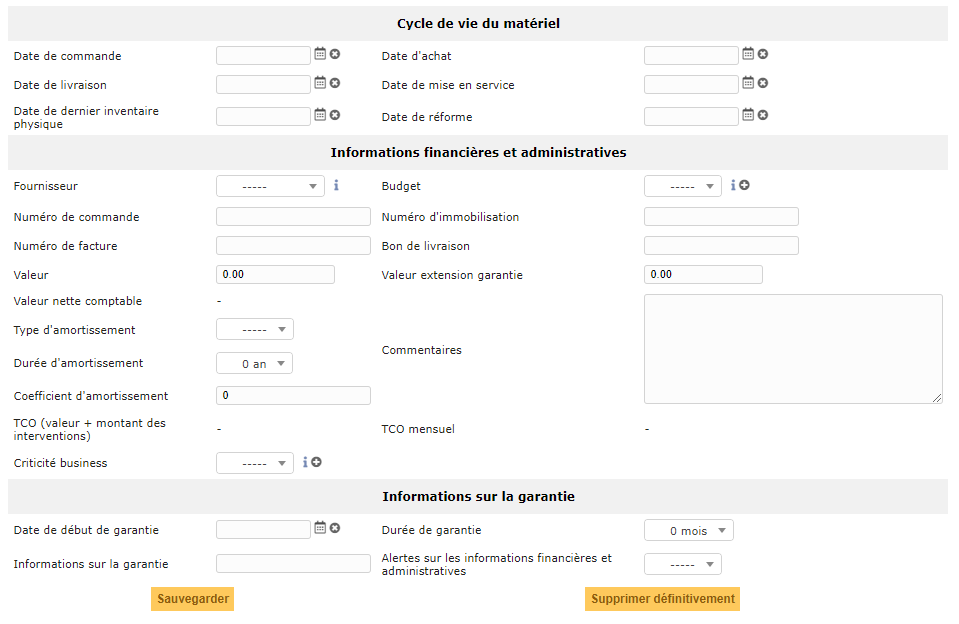 Cycle de vie du matériel
Date de commande
Date d'achat
Date de livraison
Date de mise en service
Date de dernier inventaire
physique
Date de réforme
Informations financières et administratives
Fournisseur
-----
Budget
-----
Numéro de commande
Numéro d'immobilisation
Numéro de facture
Bon de livraison
Valeur
0.00
Valeur extension garantie
0.00
Valeur nette comptable
-
Type d'amortissement
-----
Commentaires
Durée d'amortissement
0 an
Coefficient d'amortissement
0
TCO (valeur + montant des
interventions)
-
TCO mensuel
-
Criticité business
-----
Informations sur la garantie
Date de début de garantie
Durée de garantie
0 mois
Informations sur la garantie
Alertes sur les informations financières et
administratives
-----
Sauvegarder
Supprimer définitivement